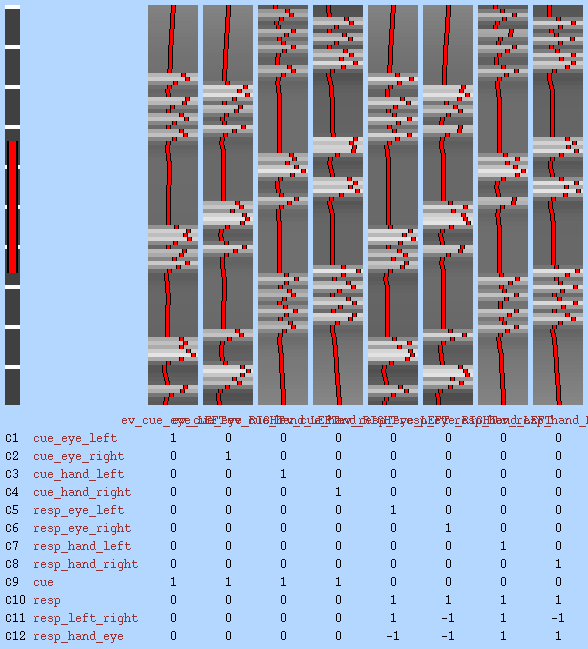 C1 cue_eye_left 1 0 0 0 0 0 0 0
C2 cue_eye_right 0 1 0 0 0 0 0 0
C3 cue_hand_left 0 0 1 0 0 0 0 0
C4 cue_hand_right 0 0 0 1 0 0 0 0
C5 resp_eye_left 0 0 0 0 1 0 0 0
C6 resp_eye_right 0 0 0 0 0 1 0 0
C7 resp_hand_left 0 0 0 0 0 0 1 0
C8 resp_hand_right 0 0 0 0 0 0 0 1
C9 cue 1 1 1 1 0 0 0 0
C10 resp 0 0 0 0 1 1 1 1
C11 resp_left_right 0 0 0 0 1 -1 1 -1
C12 resp_hand_eye 0 0 0 0 -1 -1 1 1